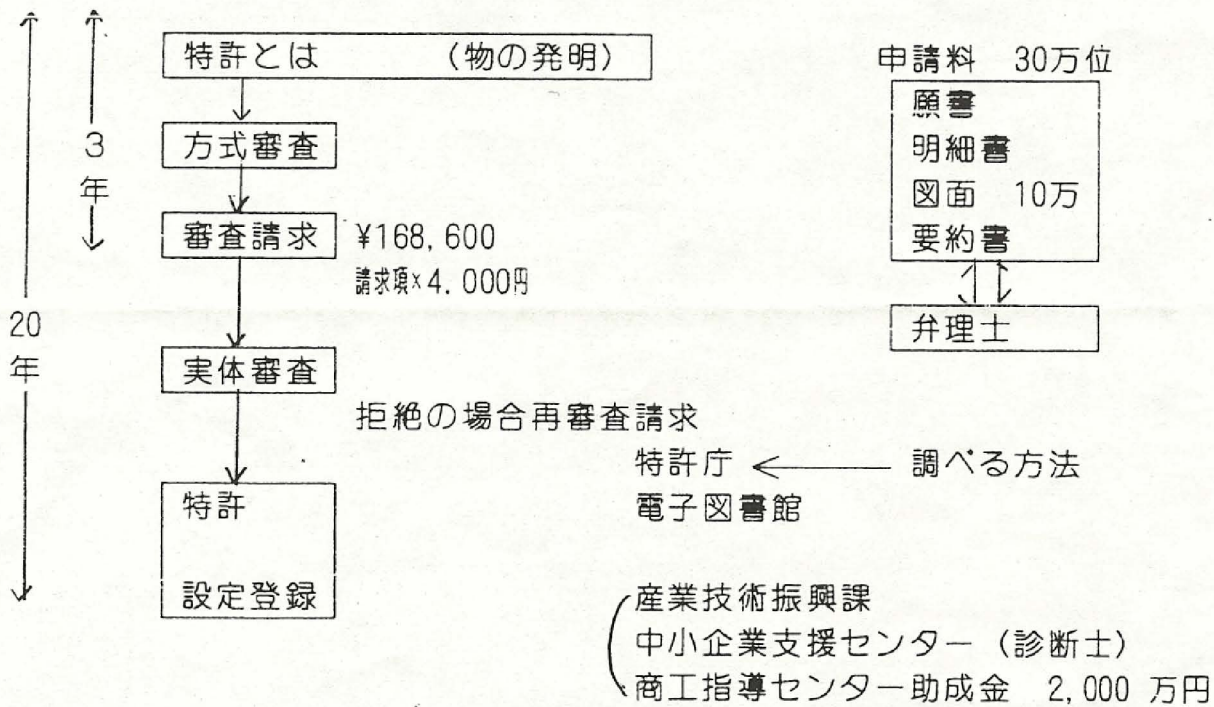 特許とは　　　(物の発明)
方式審査
審査請求　¥168,600
請求項×4,000円
実体審査
拒絶の場合再審査請求
特許
設定登録
3年
20年
申請料　30万位
願書
明細書
図面　10万
要約書
弁理士
特許庁　調べる方法
電子図書館
産業技術振興課
中小企業支援センター (診断士)
商工指導センター助成金　2,000 万円